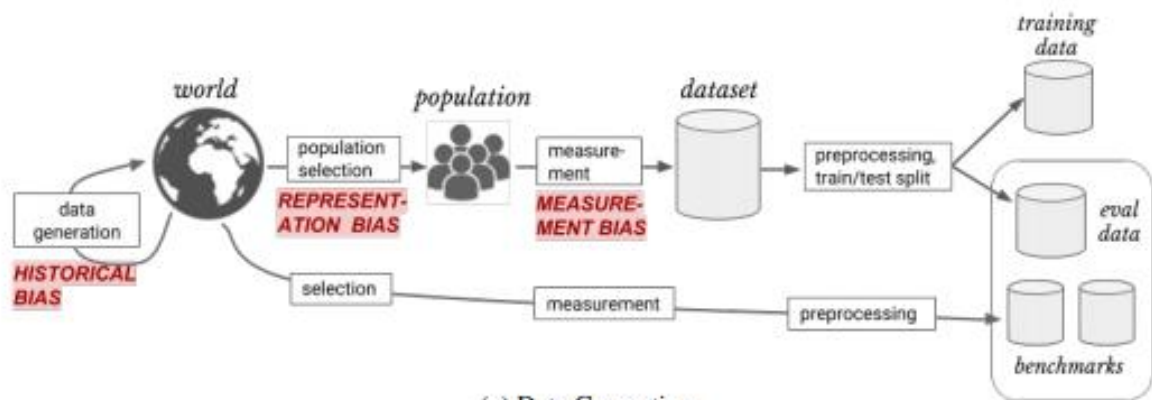 training
data
world
population
dataset
population
selection
measure-
ment
preprocessing,
train/test split
REPRESENT-
ATION BIAS
MEASURE-
MENT BIAS
data
generation
eval
data
HISTORICAL
BIAS
selection
measurement
preprocessing
benchmarks